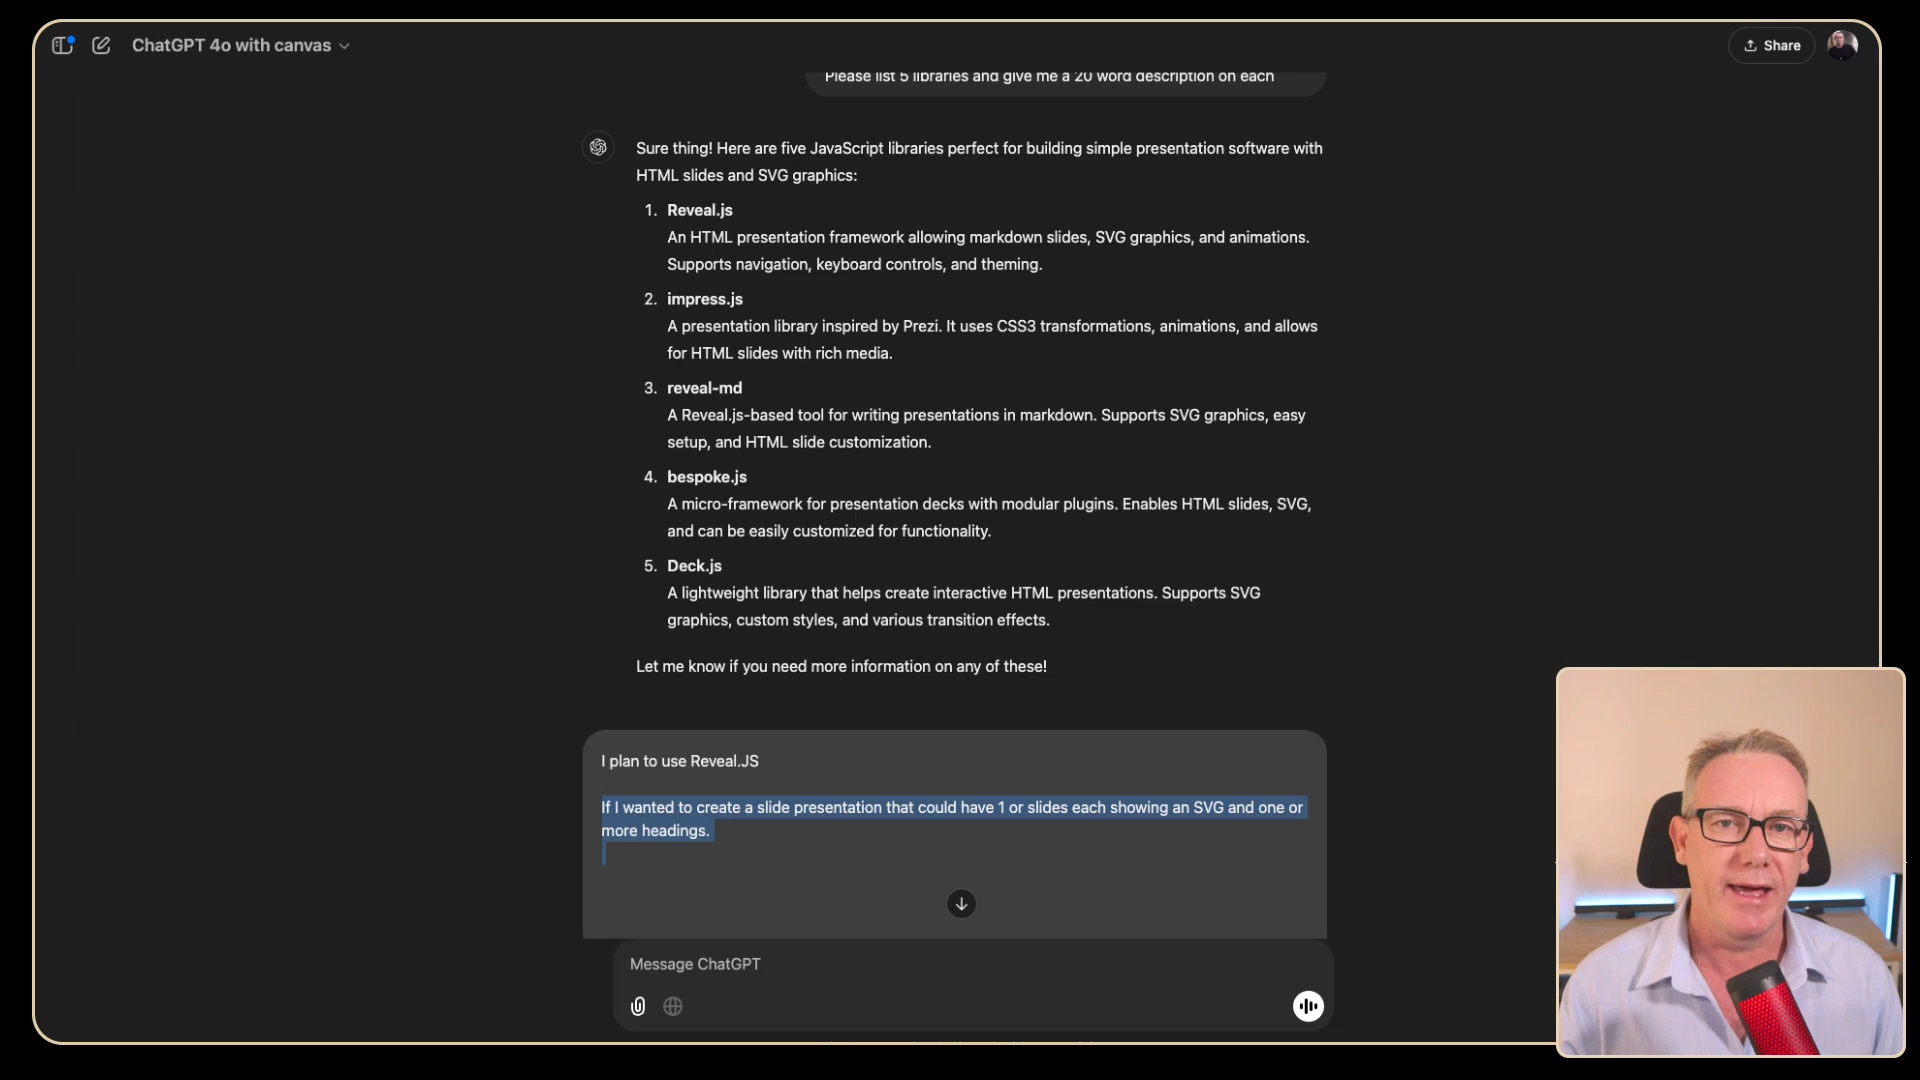 ChatGPT 4o with canvas
Share
Please list 5 libraries and give me a 20 word description on each
Sure thing! Here are five JavaScript libraries perfect for building simple presentation software with
HTML slides and SVG graphics:
1. Reveal.js
An HTML presentation framework allowing markdown slides, SVG graphics, and animations.
Supports navigation, keyboard controls, and theming.
2. impress.js
A presentation library inspired by Prezi. It uses CSS3 transformations, animations, and allows
for HTML slides with rich media.
3. reveal-md
A Reveal.js-based tool for writing presentations in markdown. Supports SVG graphics, easy
setup, and HTML slide customization.
4. bespoke.js
A micro-framework for presentation decks with modular plugins. Enables HTML slides, SVG,
and can be easily customized for functionality.
5. Deck.js
A lightweight library that helps create interactive HTML presentations. Supports SVG
graphics, custom styles, and various transition effects.
Let me know if you need more information on any of these!
I plan to use Reveal.JS
If I wanted to create a slide presentation that could have 1 or slides each showing an SVG and one or
more headings.
Message ChatGPT